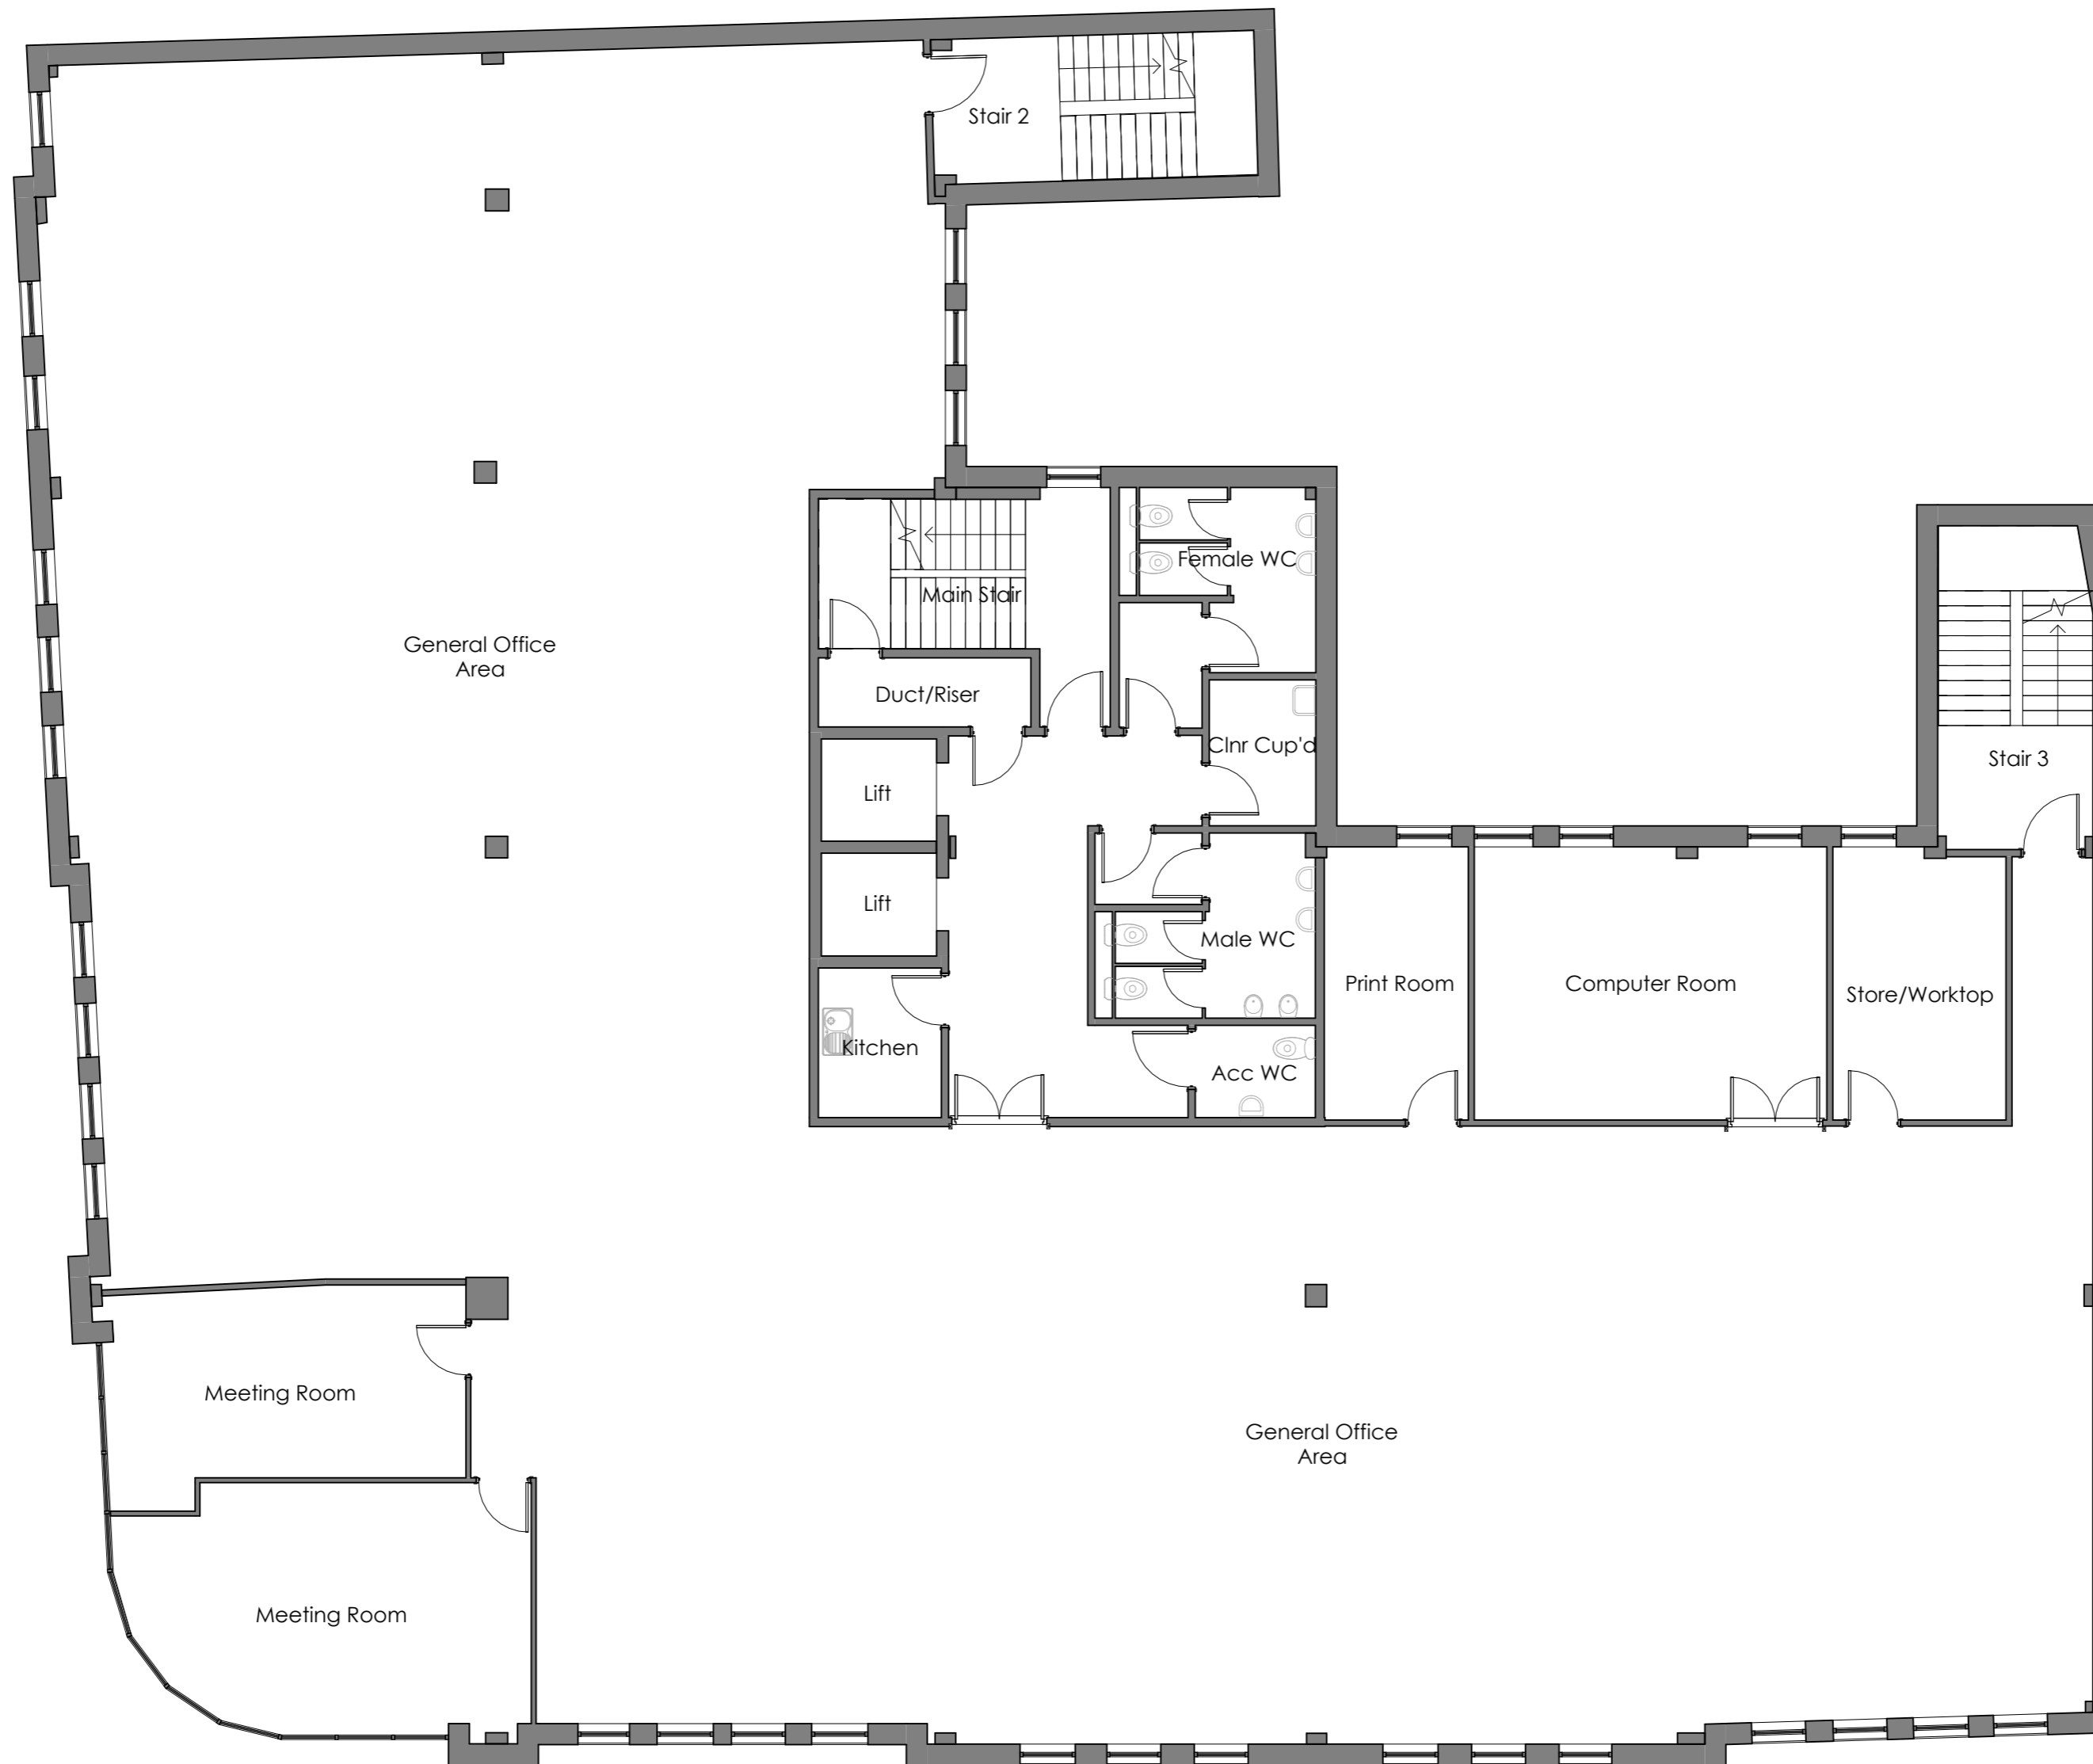 Stair 2
Female WC
Main Stair
General Office
Area
Duct/Riser
Clnr Cup'd
Stair 3
Lift
Lift
Male WC
Print Room
Computer Room
Store/Worktop
Kitchen
Acc WC
Meeting Room
General Office
Area
Meeting Room